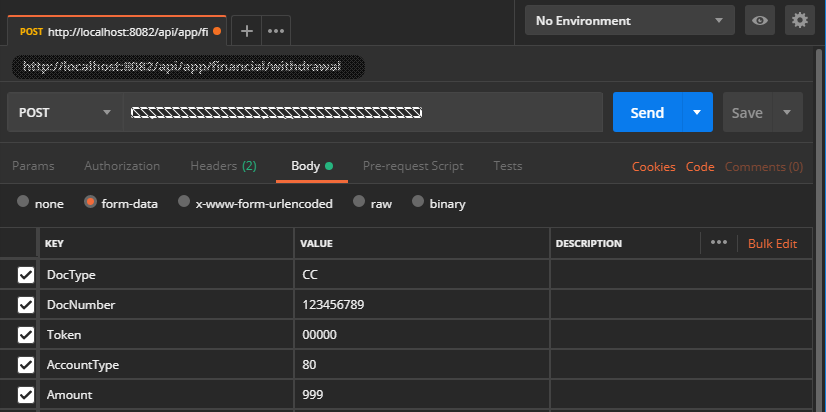 POST http://localhost:8082/api/app/fi
No Environment
http://localhost:8082/api/app/financial/withdrawal
POST
Send
Save
Params Authorization Headers (2) Body Pre-request Script Tests Cookies Code Comments (0)
none form-data x-www-form-urlencoded raw binary
KEY VALUE DESCRIPTION Bulk Edit
DocType CC
DocNumber 123456789
Token 00000
AccountType 80
Amount 999